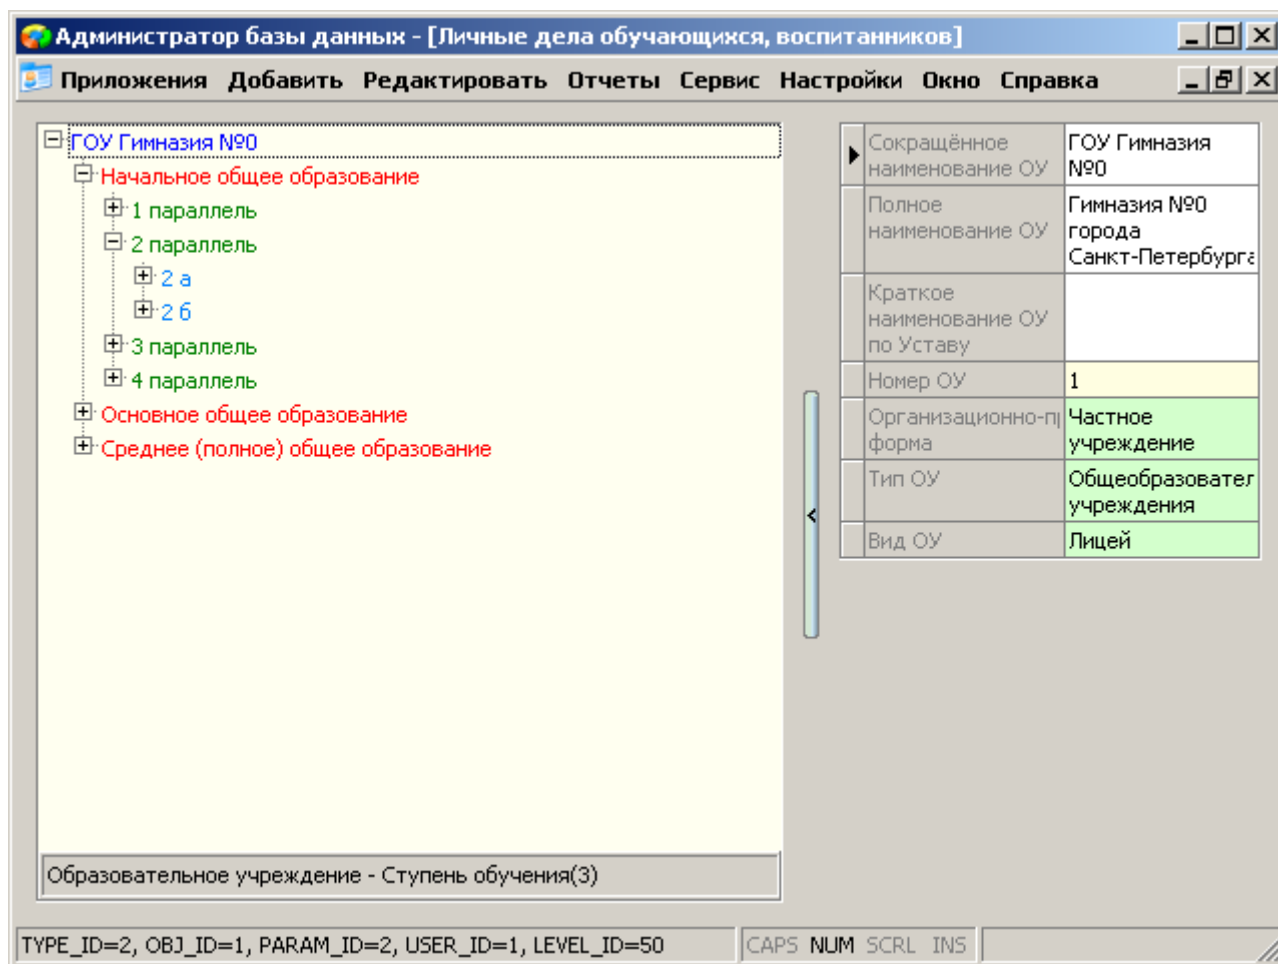 Администратор базы данных - [Личные дела обучающихся, воспитанников]
Приложения Добавить Редактировать Отчеты Сервис Настройки Окно Справка
ГОУ Гимназия №0
Начальное общее образование
1 параллель
2 параллель
2 а
2 б
3 параллель
4 параллель
Основное общее образование
Среднее (полное) общее образование
Образовательное учреждение - Ступень обучения(3)
Сокращённое
наименование ОУ
ГОУ Гимназия
№0
Полное
наименование ОУ
Гимназия №0
города
Санкт-Петербурга
Краткое
наименование ОУ
по Уставу
Номер ОУ
1
Организационно-п
форма
Частное
учреждение
Тип ОУ
Общеобразовател
учреждения
Вид ОУ
Лицей
<
TYPE_ID=2, OBJ_ID=1, PARAM_ID=2, USER_ID=1, LEVEL_ID=50
CAPS NUM SCRL INS